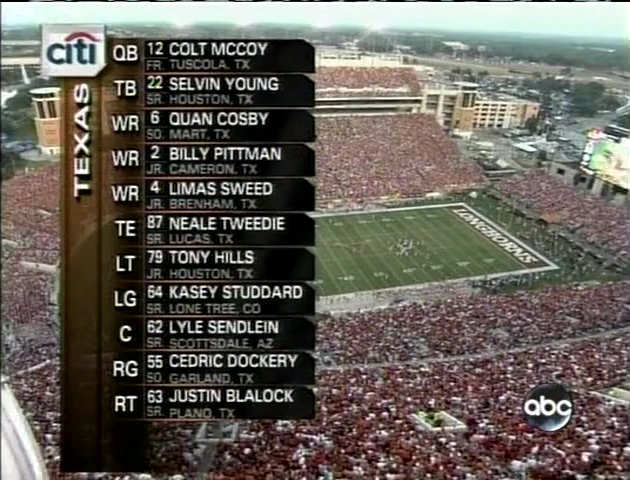 citi
TEXAS
QB 12 COLT MCCOY
FR. TUSCOLA, TX
TB 22 SELVIN YOUNG
SR. HOUSTON, TX
WR 6 QUAN COSBY
SO. MART, TX
WR 2 BILLY PITTMAN
JR. CAMERON, TX
WR 4 LIMAS SWEED
JR. BRENHAM, TX
TE 87 NEALE TWEEDIE
SR. LUCAS, TX
LT 79 TONY HILLS
JR. HOUSTON, TX
LG 64 KASEY STUDDARD
SR. LONE TREE, CO
C 62 LYLE SENDLEIN
SR. SCOTTSDALE, AZ
RG 55 CEDRIC DOCKERY
SO. GARLAND, TX
RT 63 JUSTIN BLALOCK
SR. PLANO, TX
LONGHORNS
abc